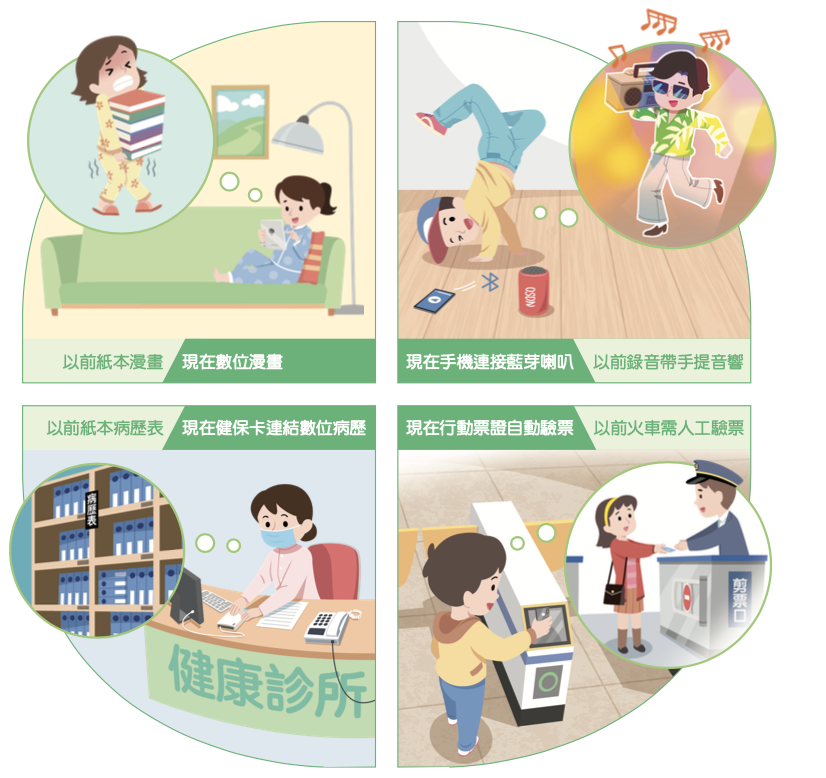 NOSO
以前紙本漫畫
現在數位漫畫
現在手機連接藍芽喇叭
以前錄音帶手提音響
以前紙本病歷表
現在健保卡連結數位病歷
現在行動票證自動驗票
以前火車需人工驗票
病歷表
剪票口
健康診所